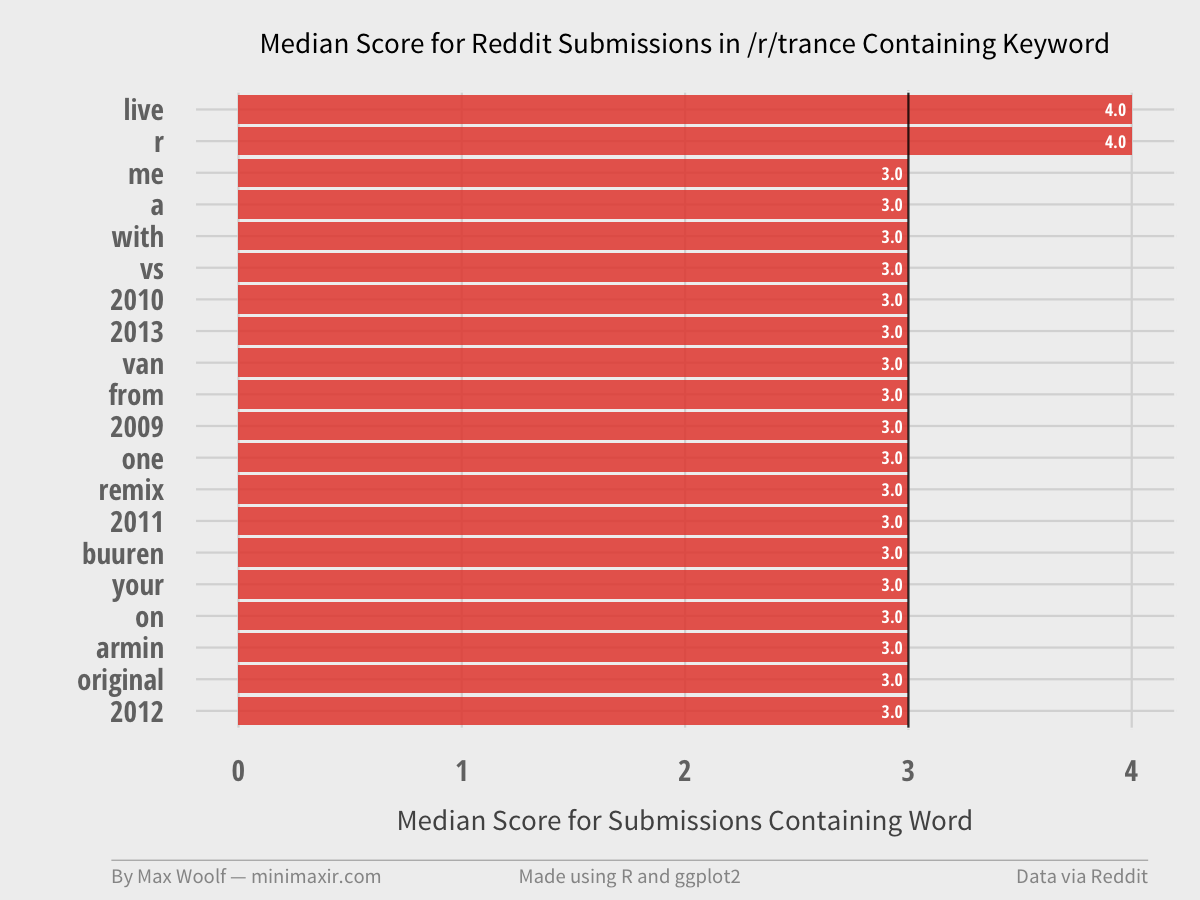 Median Score for Reddit Submissions in /r/trance Containing Keyword
live 4.0
r 4.0
me 3.0
a 3.0
with 3.0
vs 3.0
2010 3.0
2013 3.0
van 3.0
from 3.0
2009 3.0
one 3.0
remix 3.0
2011 3.0
buuren 3.0
your 3.0
on 3.0
armin 3.0
original 3.0
2012 3.0
0 1 2 3 4
Median Score for Submissions Containing Word
By Max Woolf — minimaxir.com Made using R and ggplot2 Data via Reddit